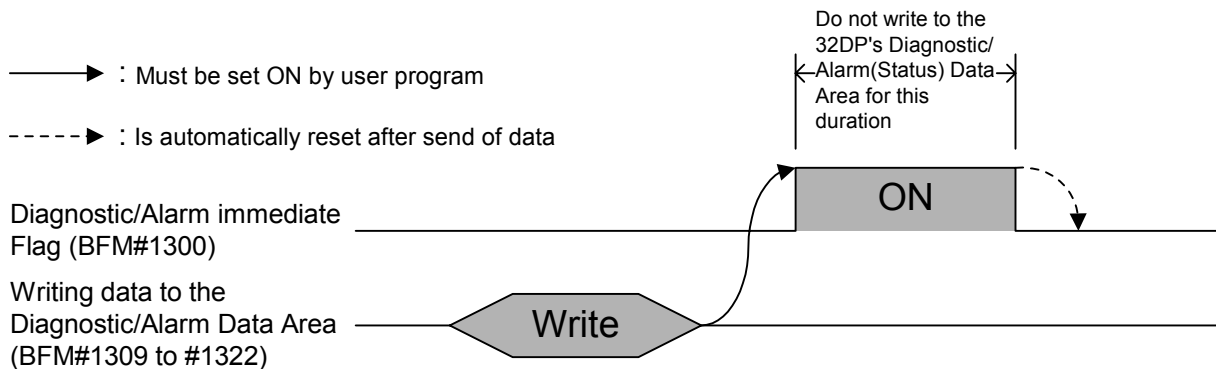 Do not write to the
32DP's Diagnostic/
Alarm(Status) Data
Area for this
duration
: Must be set ON by user program
: Is automatically reset after send of data
ON
Diagnostic/Alarm immediate
Flag (BFM#1300)
Writing data to the
Diagnostic/Alarm Data Area
(BFM#1309 to #1322)
Write